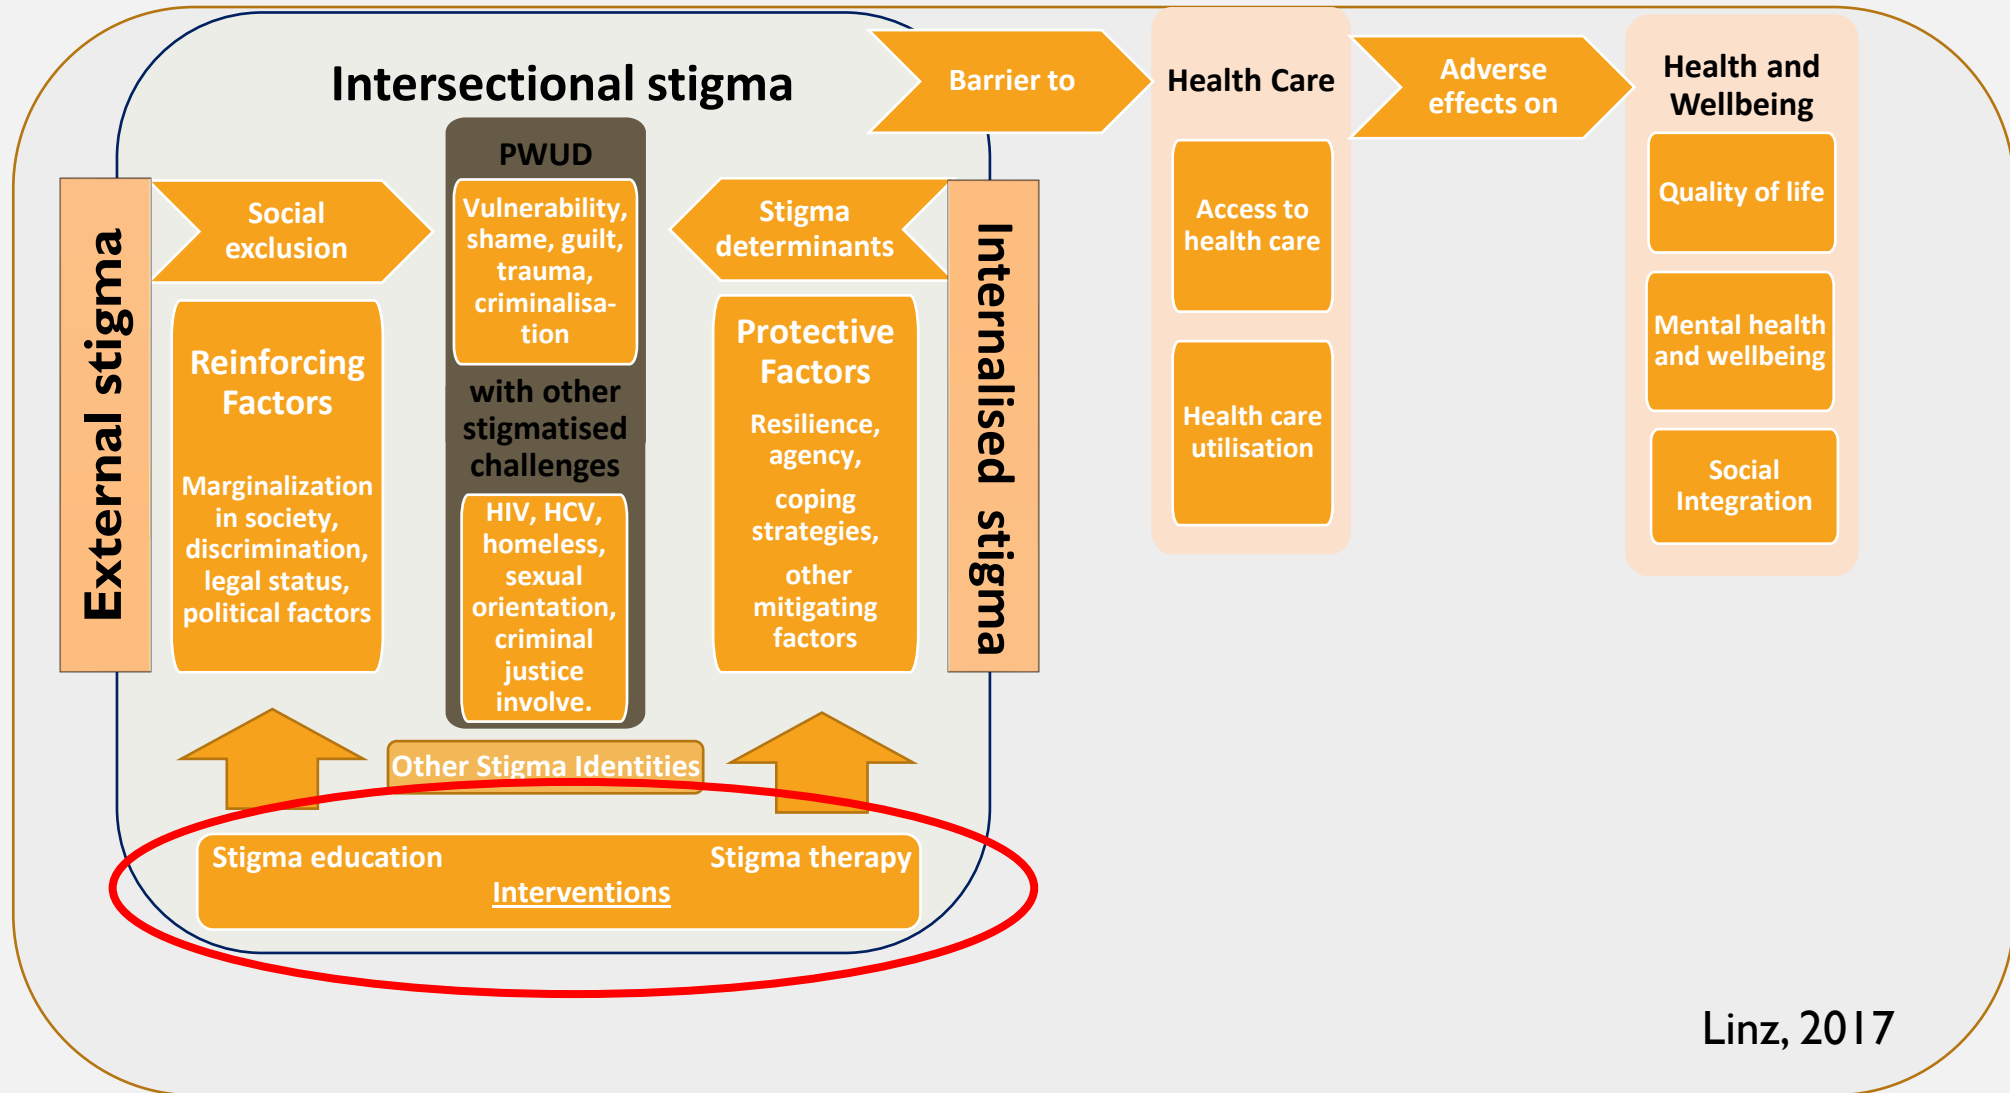 Intersectional stigma
Barrier to
Health Care
Adverse
effects on
Health and
Wellbeing
External stigma
Social
exclusion
Reinforcing
Factors
Marginalization
in society,
discrimination,
legal status,
political factors
PWUD
Vulnerability,
shame, guilt,
trauma,
criminalisa-
tion
with other
stigmatised
challenges
HIV, HCV,
homeless,
sexual
orientation,
criminal
justice
involve.
Stigma
determinants
Protective
Factors
Resilience,
agency,
coping
strategies,
other
mitigating
factors
Internalised stigma
Access to
health care
Health care
utilisation
Quality of life
Mental health
and wellbeing
Social
Integration
Other Stigma Identities
Stigma education
Stigma therapy
Interventions
Linz, 2017